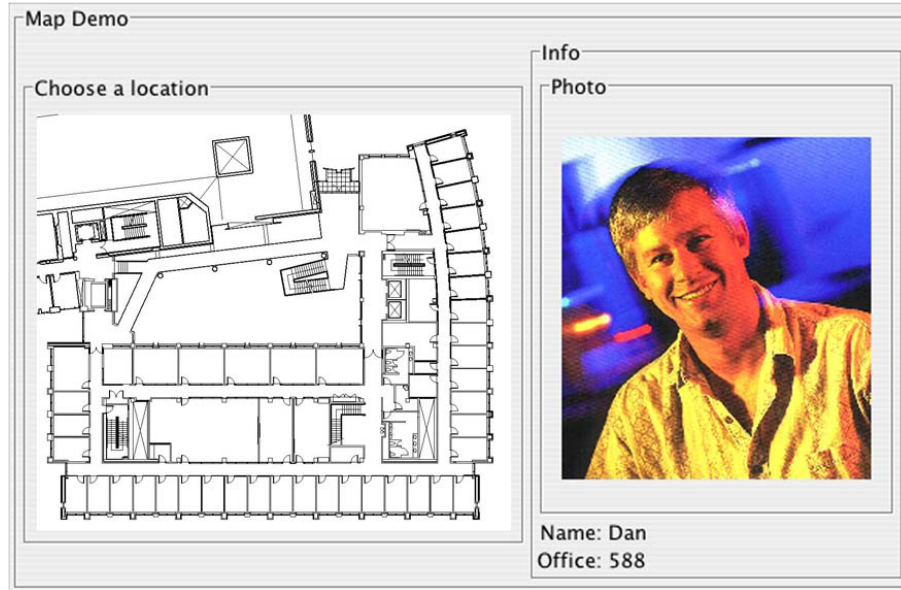 Map Demo
Choose a location
Info
Photo
Name: Dan
Office: 588